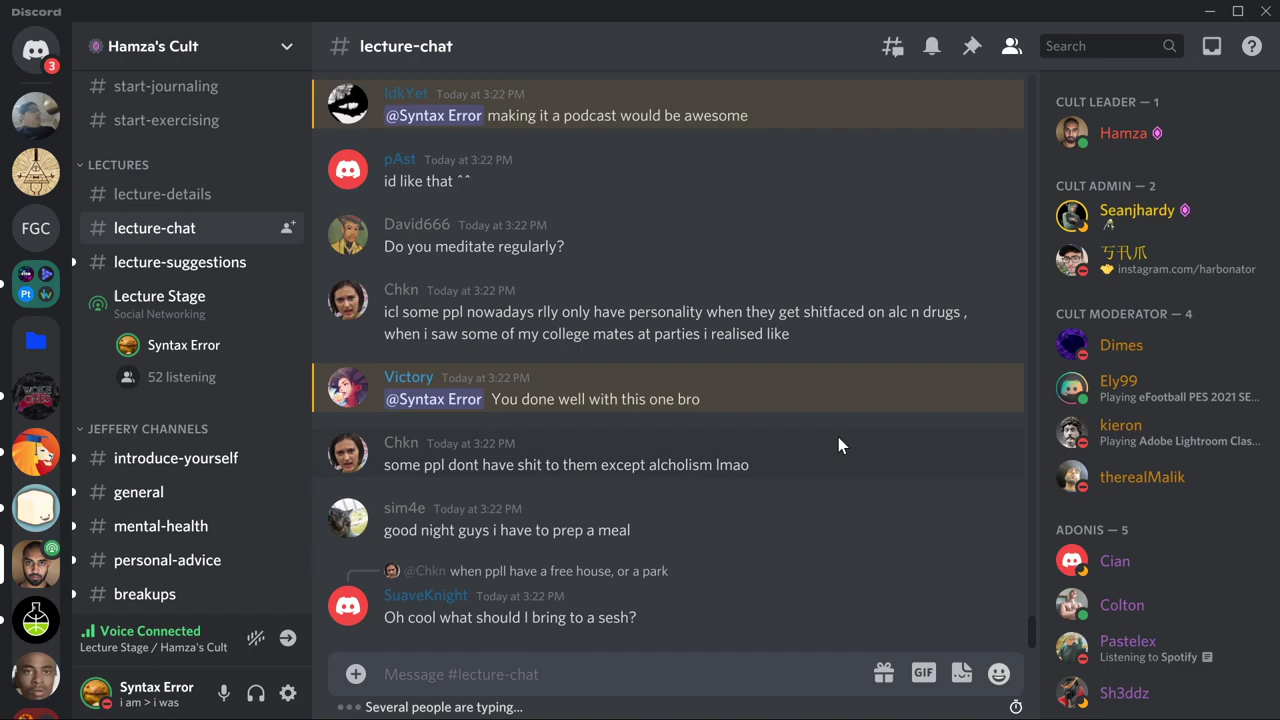 Discord
3
FGC
Pt
Hamza's Cult
# start-journaling
# start-exercising
LECTURES
# lecture-details
# lecture-chat
# lecture-suggestions
Lecture Stage
Social Networking
Syntax Error
52 listening
JEFFERY CHANNELS
# introduce-yourself
# general
# mental-health
# personal-advice
# breakups
Voice Connected
Lecture Stage / Hamza's Cult
Syntax Error
i am > i was
# lecture-chat
Search
IdkYet Today at 3:22 PM
@Syntax Error making it a podcast would be awesome
pAst Today at 3:22 PM
id like that ^^
David666 Today at 3:22 PM
Do you meditate regularly?
Chkn Today at 3:22 PM
icl some ppl nowadays rlly only have personality when they get shitfaced on alc n drugs ,
when i saw some of my college mates at parties i realised like
Victory Today at 3:22 PM
@Syntax Error You done well with this one bro
Chkn Today at 3:22 PM
some ppl dont have shit to them except alcholism lmao
sim4e Today at 3:22 PM
good night guys i have to prep a meal
@Chkn when ppll have a free house, or a park
SuaveKnight Today at 3:22 PM
Oh cool what should I bring to a sesh?
Message #lecture-chat
GIF
Several people are typing...
CULT LEADER — 1
Hamza
CULT ADMIN — 2
Seanjhardy
instagram.com/harbonator
CULT MODERATOR — 4
Dimes
Ely99
Playing eFootball PES 2021 SE...
kieron
Playing Adobe Lightroom Clas...
therealMalik
ADONIS — 5
Cian
Colton
Pastelex
Listening to Spotify
Sh3ddz